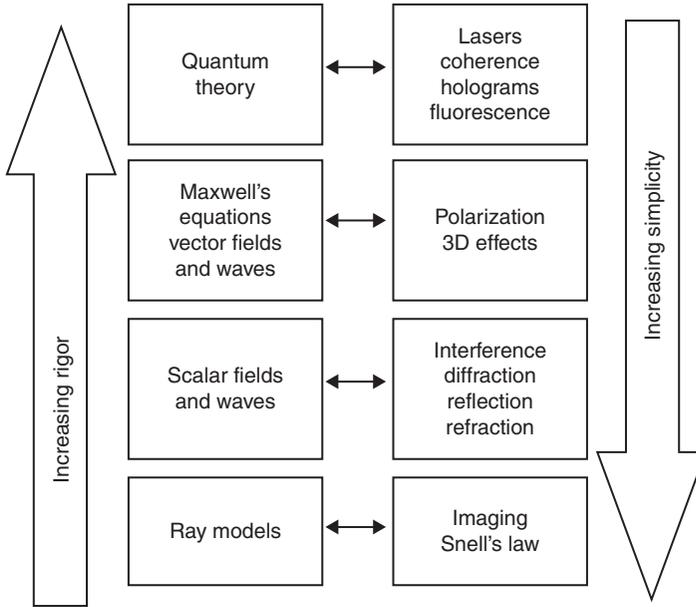 Quantum
theory
Lasers
coherence
holograms
fluorescence
Maxwell's
equations
vector fields
and waves
Polarization
3D effects
Scalar fields
and waves
Interference
diffraction
reflection
refraction
Ray models
Imaging
Snell's law
Increasing rigor
Increasing simplicity